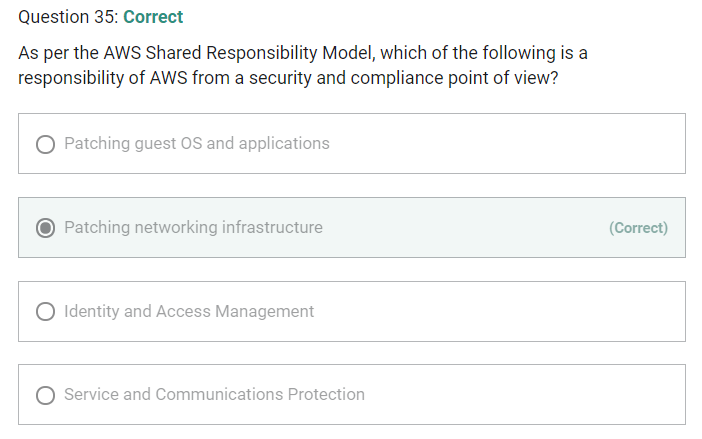 Question 35: Correct
As per the AWS Shared Responsibility Model, which of the following is a
responsibility of AWS from a security and compliance point of view?
Patching guest OS and applications
Patching networking infrastructure (Correct)
Identity and Access Management
Service and Communications Protection